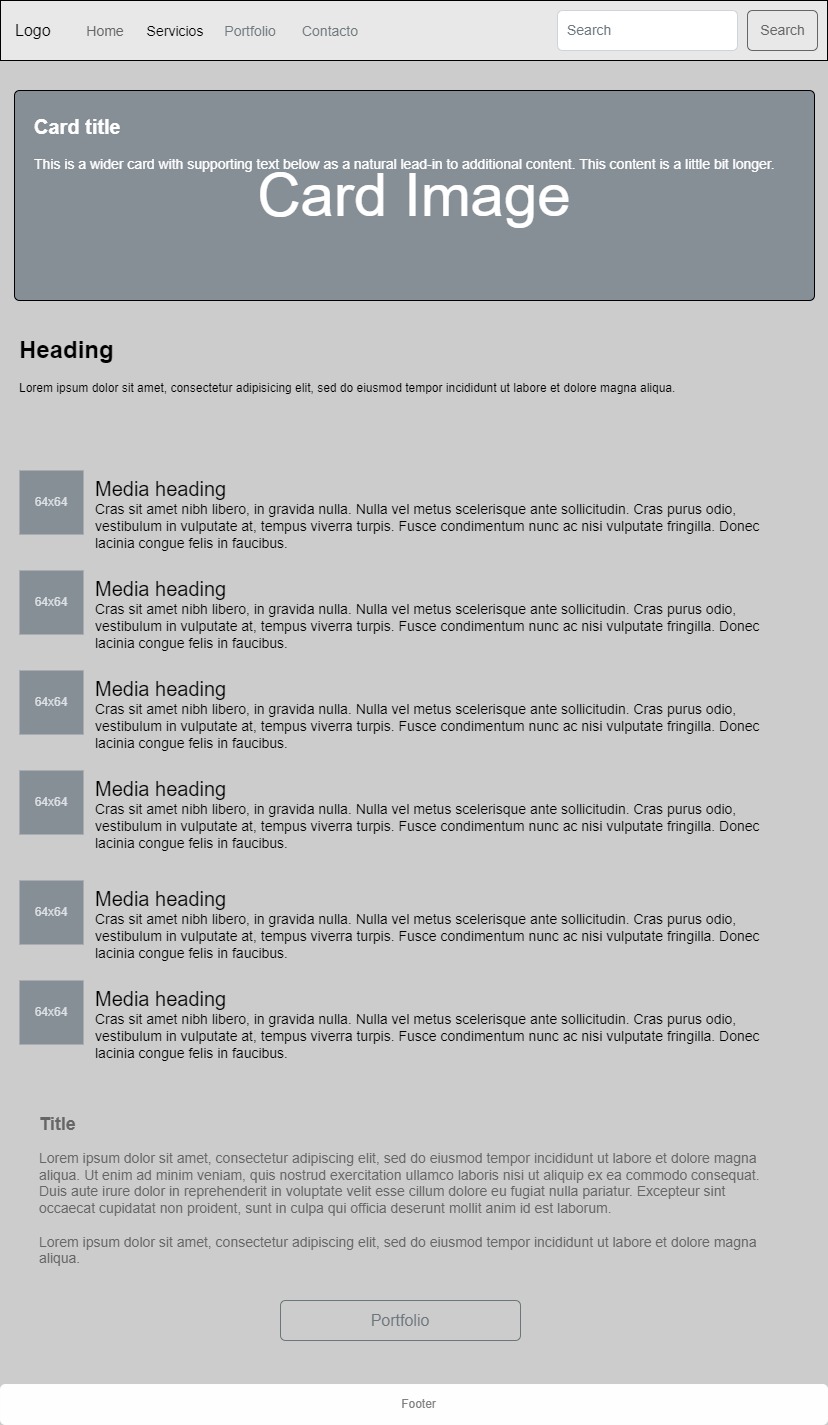 Logo Home Servicios Portfolio Contacto Search Search
Card title
This is a wider card with supporting text below as a natural lead-in to additional content. This content is a little bit longer.
Card Image
Heading
Lorem ipsum dolor sit amet, consectetur adipisicing elit, sed do eiusmod tempor incididunt ut labore et dolore magna aliqua.
64x64
Media heading
Cras sit amet nibh libero, in gravida nulla. Nulla vel metus scelerisque ante sollicitudin. Cras purus odio,
vestibulum in vulputate at, tempus viverra turpis. Fusce condimentum nunc ac nisi vulputate fringilla. Donec
lacinia congue felis in faucibus.
64x64
Media heading
Cras sit amet nibh libero, in gravida nulla. Nulla vel metus scelerisque ante sollicitudin. Cras purus odio,
vestibulum in vulputate at, tempus viverra turpis. Fusce condimentum nunc ac nisi vulputate fringilla. Donec
lacinia congue felis in faucibus.
64x64
Media heading
Cras sit amet nibh libero, in gravida nulla. Nulla vel metus scelerisque ante sollicitudin. Cras purus odio,
vestibulum in vulputate at, tempus viverra turpis. Fusce condimentum nunc ac nisi vulputate fringilla. Donec
lacinia congue felis in faucibus.
64x64
Media heading
Cras sit amet nibh libero, in gravida nulla. Nulla vel metus scelerisque ante sollicitudin. Cras purus odio,
vestibulum in vulputate at, tempus viverra turpis. Fusce condimentum nunc ac nisi vulputate fringilla. Donec
lacinia congue felis in faucibus.
64x64
Media heading
Cras sit amet nibh libero, in gravida nulla. Nulla vel metus scelerisque ante sollicitudin. Cras purus odio,
vestibulum in vulputate at, tempus viverra turpis. Fusce condimentum nunc ac nisi vulputate fringilla. Donec
lacinia congue felis in faucibus.
64x64
Media heading
Cras sit amet nibh libero, in gravida nulla. Nulla vel metus scelerisque ante sollicitudin. Cras purus odio,
vestibulum in vulputate at, tempus viverra turpis. Fusce condimentum nunc ac nisi vulputate fringilla. Donec
lacinia congue felis in faucibus.
Title
Lorem ipsum dolor sit amet, consectetur adipiscing elit, sed do eiusmod tempor incididunt ut labore et dolore magna
aliqua. Ut enim ad minim veniam, quis nostrud exercitation ullamco laboris nisi ut aliquip ex ea commodo consequat.
Duis aute irure dolor in reprehenderit in voluptate velit esse cillum dolore eu fugiat nulla pariatur. Excepteur sint
occaecat cupidatat non proident, sunt in culpa qui officia deserunt mollit anim id est laborum.
Lorem ipsum dolor sit amet, consectetur adipiscing elit, sed do eiusmod tempor incididunt ut labore et dolore magna
aliqua.
Portfolio
Footer